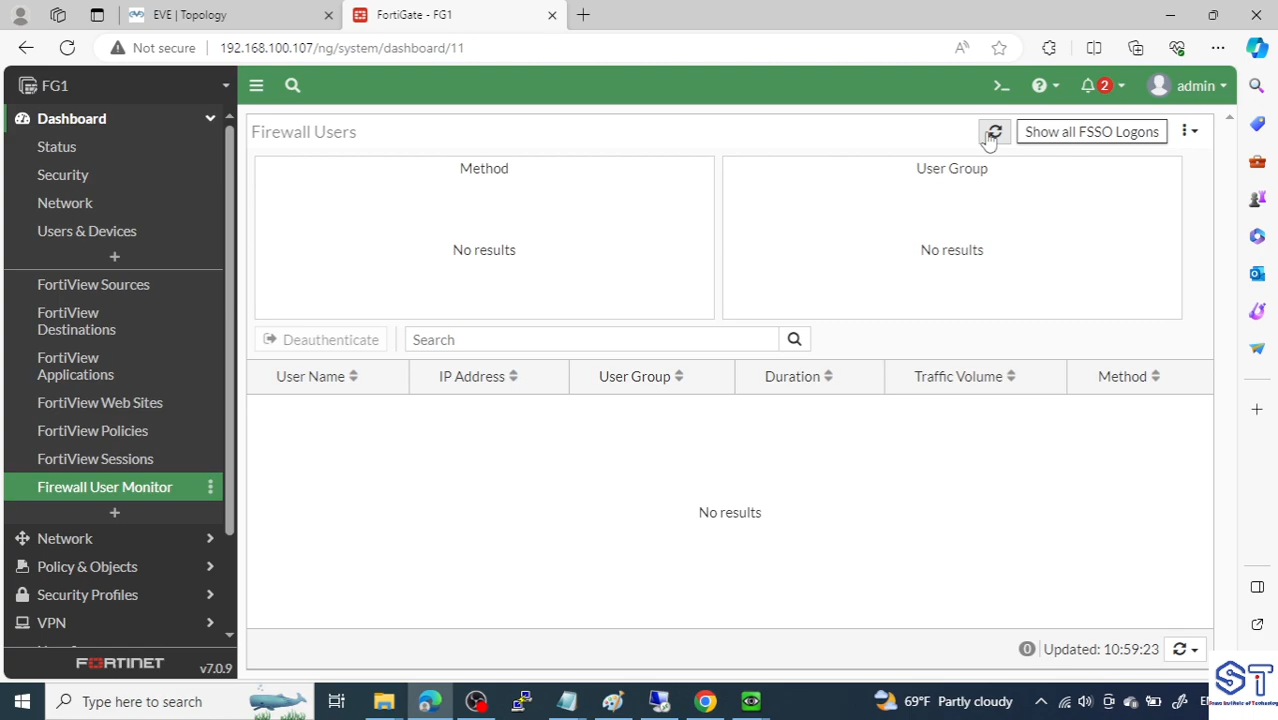 EVE | Topology
FortiGate - FG1
Not secure
192.168.100.107/ng/system/dashboard/11
FG1
2
admin
Dashboard
Status
Security
Network
Users & Devices
FortiView Sources
FortiView
Destinations
FortiView
Applications
FortiView Web Sites
FortiView Policies
FortiView Sessions
Firewall User Monitor
Network
Policy & Objects
Security Profiles
VPN
FORTINET
v7.0.9
Firewall Users
Show all FSSO Logons
Method
No results
User Group
No results
Deauthenticate
Search
User Name
IP Address
User Group
Duration
Traffic Volume
Method
No results
0
Updated: 10:59:23
Type here to search
69°F Partly cloudy
ST